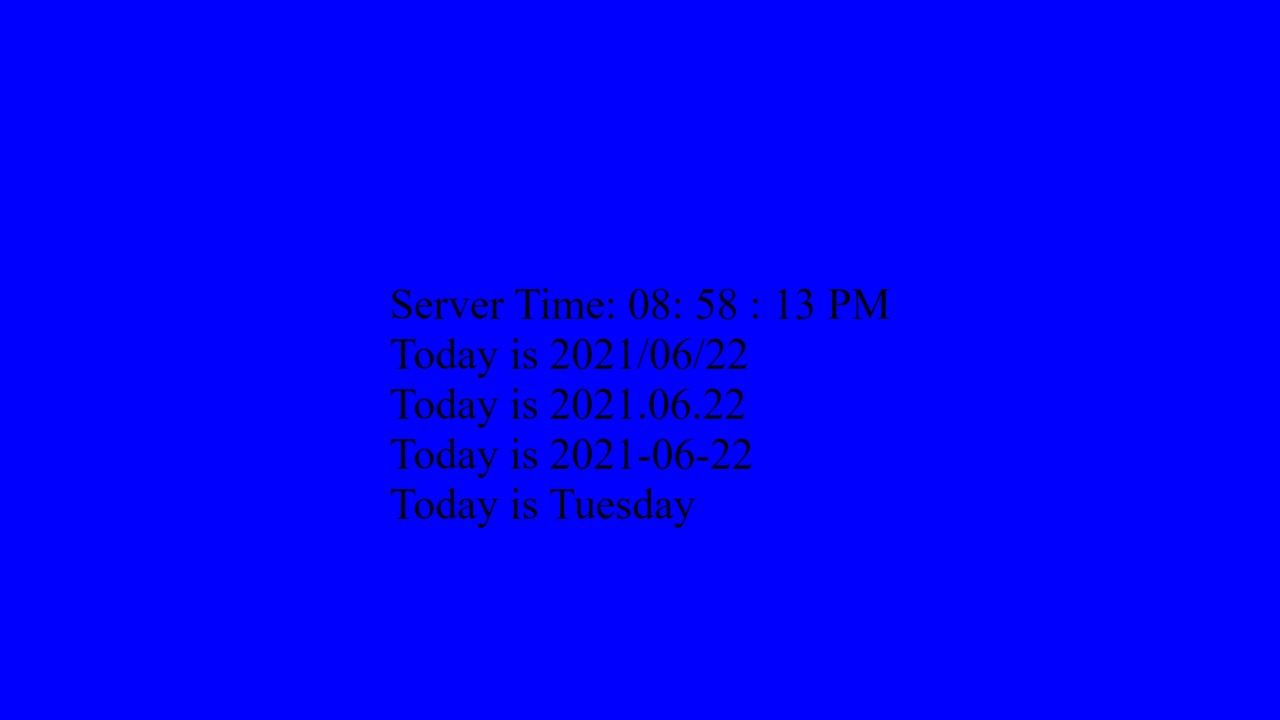 Server Time: 08: 58 : 13 PM
Today is 2021/06/22
Today is 2021.06.22
Today is 2021-06-22
Today is Tuesday